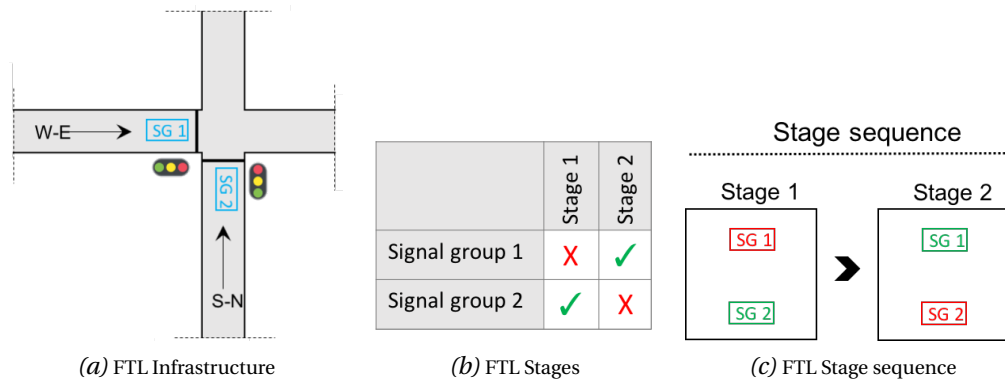 W-E
SG 1
SG 2
S-N
(a) FTL Infrastructure
Stage 1
Stage 2
Signal group 1
X
✓
Signal group 2
✓
X
(b) FTL Stages
Stage sequence
Stage 1
Stage 2
SG 1
SG 1
SG 2
SG 2
(c) FTL Stage sequence